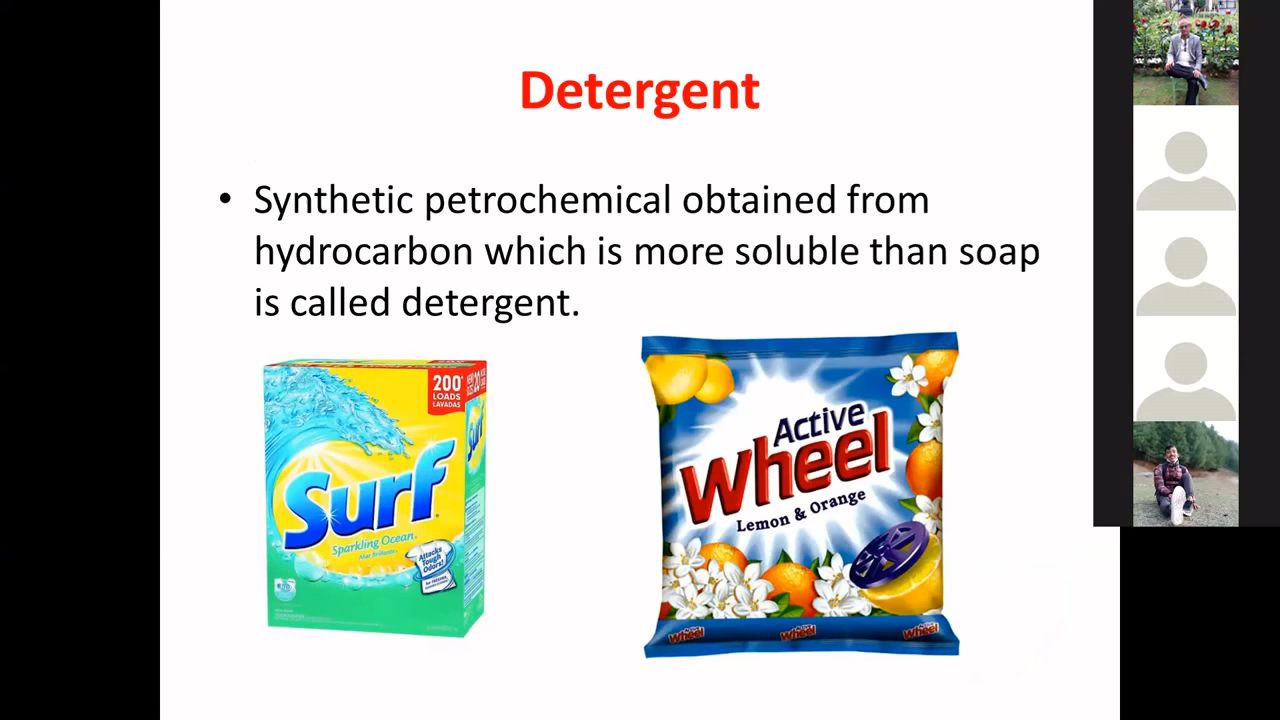 Detergent
• Synthetic petrochemical obtained from
hydrocarbon which is more soluble than soap
is called detergent.
200
LOADS
LAVADAS
Surf
Surf
Sparkling Ocean
Attacks
Tough
Odors!
Active
Wheel
Lemon & Orange
Wheel
Wheel
Wheel